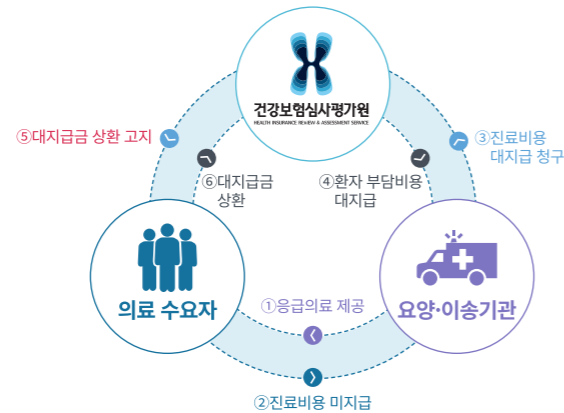 건강보험심사평가원
HEALTH INSURANCE REVIEW & ASSESSMENT SERVICE
⑤대지급금 상환 고지
③진료비용
대지급 청구
⑥대지급금
상환
④환자 부담비용
대지급
의료 수요자
①응급의료 제공
요양·이송기관
②진료비용 미지급